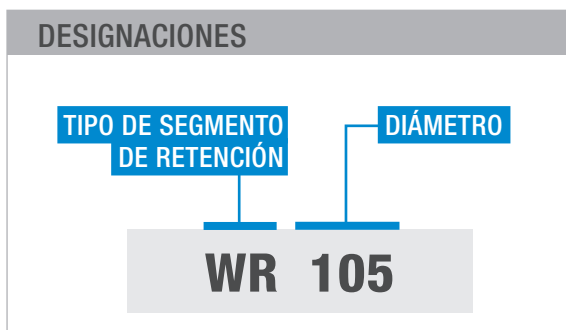 DESIGNACIONES
TIPO DE SEGMENTO
DE RETENCIÓN
DIÁMETRO
WR 105